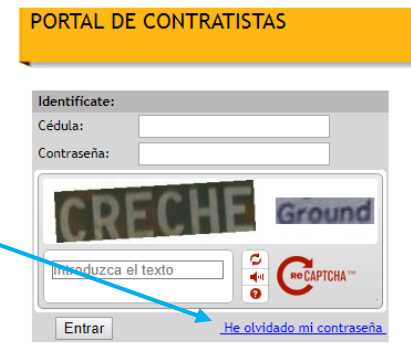 PORTAL DE CONTRATISTAS
Identifícate:
Cédula:
Contraseña:
CRECHE Ground
Introduzca el texto
reCAPTCHA™
Entrar He olvidado mi contraseña